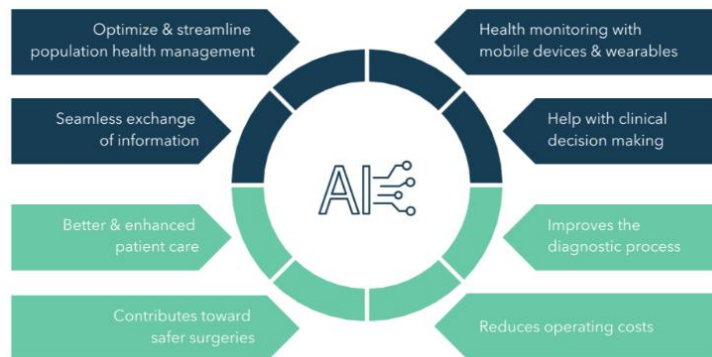 Optimize & streamline
population health management
Health monitoring with
mobile devices & wearables
Seamless exchange
of information
Help with clinical
decision making
AI
Better & enhanced
patient care
Improves the
diagnostic process
Contributes toward
safer surgeries
Reduces operating costs